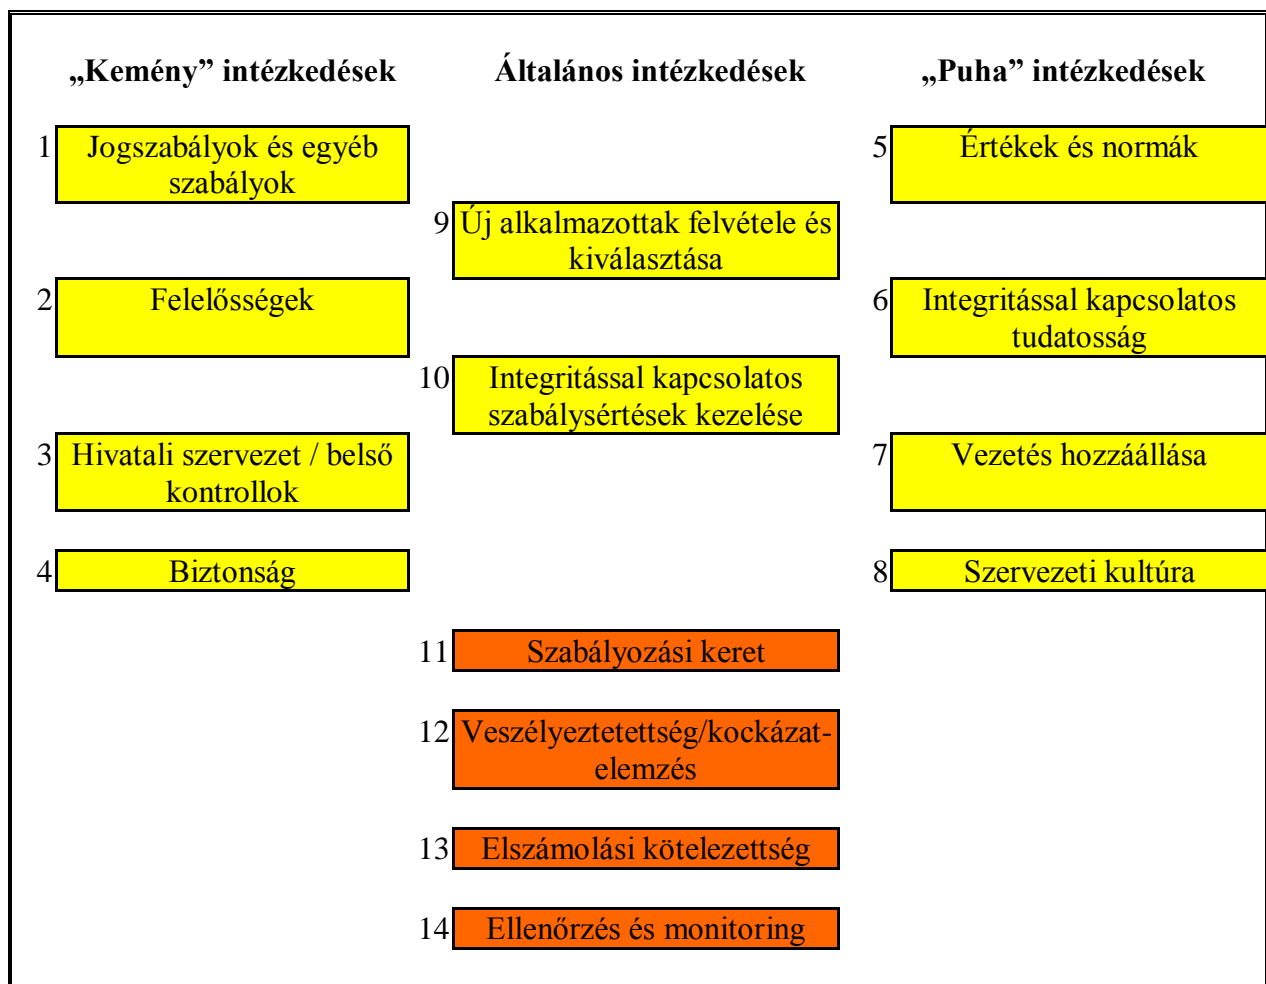 „Kemény” intézkedések
Általános intézkedések
„Puha” intézkedések
1 Jogszabályok és egyéb
szabályok
5 Értékek és normák
9 Új alkalmazottak felvétele és
kiválasztása
2 Felelősségek
6 Integritással kapcsolatos
tudatosság
10 Integritással kapcsolatos
szabálysértések kezelése
3 Hivatali szervezet / belső
kontrollok
7 Vezetés hozzáállása
4 Biztonság
8 Szervezeti kultúra
11 Szabályozási keret
12 Veszélyeztetettség/kockázat-
elemzés
13 Elszámolási kötelezettség
14 Ellenőrzés és monitoring